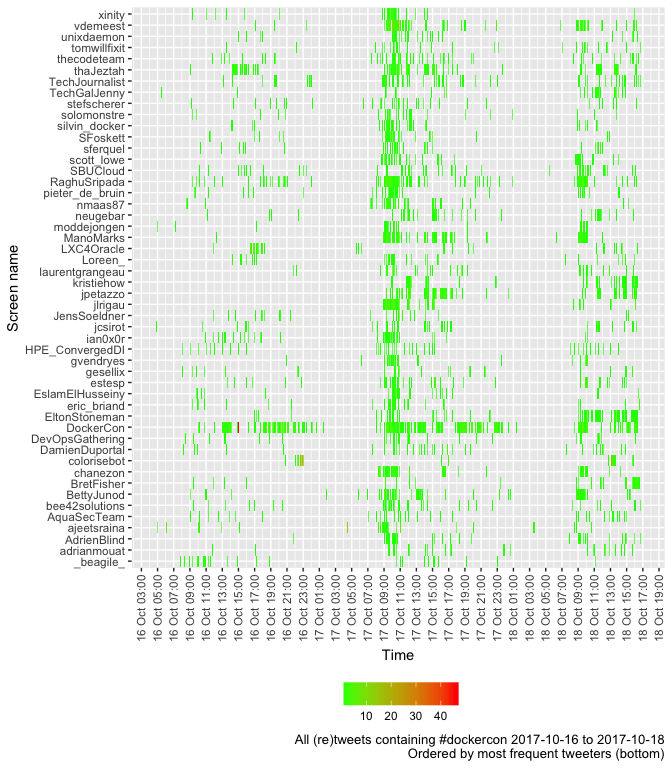 xinity
vdemeest
unixdaemon
tomwillfixit
thecodeteam
thaJeztah
TechJournalist
TechGalJenny
stefscherer
solomonstre
silvin_docker
SFoskett
sferquel
scott_lowe
SBUCloud
RaghuSripada
pieter_de_bruin
nmaas87
neugebar
moddejongen
ManoMarks
LXC4Oracle
Loreen_
laurentgrangeau
kristiehow
jpetazzo
jlrigau
JensSoeldner
jcsirot
ian0x0r
HPE_ConvergedDI
gvendryes
gesellix
estesp
EslamElHusseiny
eric_briand
EltonStoneman
DockerCon
DevOpsGathering
DamienDuportal
colorisebot
chanezon
BretFisher
BettyJunod
bee42solutions
AquaSecTeam
ajeetsraina
AdrienBlind
adrianmouat
_beagile_
Screen name
16 Oct 03:00
16 Oct 05:00
16 Oct 07:00
16 Oct 09:00
16 Oct 11:00
16 Oct 13:00
16 Oct 15:00
16 Oct 17:00
16 Oct 19:00
16 Oct 21:00
16 Oct 23:00
17 Oct 01:00
17 Oct 03:00
17 Oct 05:00
17 Oct 07:00
17 Oct 09:00
17 Oct 11:00
17 Oct 13:00
17 Oct 15:00
17 Oct 17:00
17 Oct 19:00
17 Oct 21:00
17 Oct 23:00
18 Oct 01:00
18 Oct 03:00
18 Oct 05:00
18 Oct 07:00
18 Oct 09:00
18 Oct 11:00
18 Oct 13:00
18 Oct 15:00
18 Oct 17:00
18 Oct 19:00
Time
10 20 30 40
All (re)tweets containing #dockercon 2017-10-16 to 2017-10-18
Ordered by most frequent tweeters (bottom)